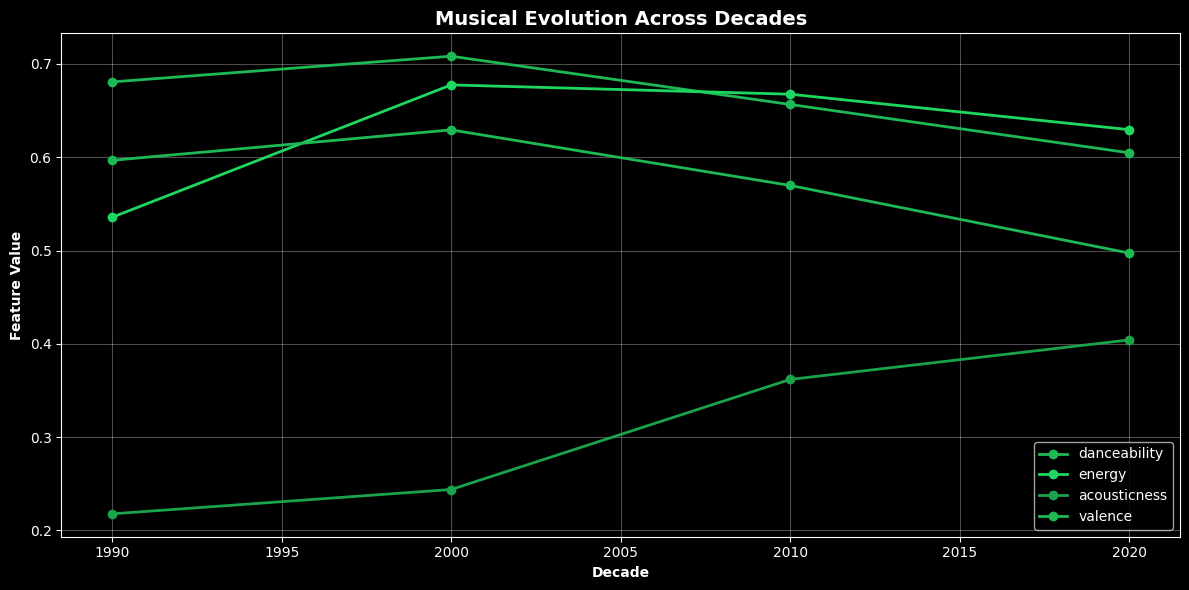 Musical Evolution Across Decades
0.7
0.6
0.5
0.4
0.3
0.2
Feature Value
danceability
energy
acousticness
valence
1990 1995 2000 2005 2010 2015 2020
Decade